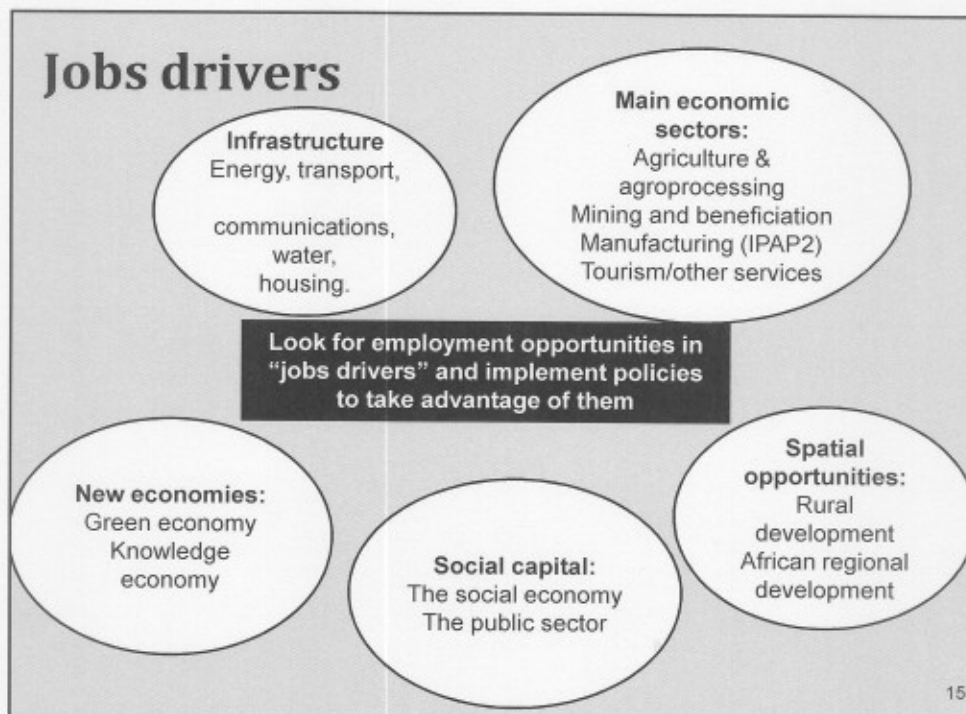 Jobs drivers
Infrastructure
Energy, transport,
communications,
water,
housing.
Main economic
sectors:
Agriculture &
agroprocessing
Mining and beneficiation
Manufacturing (IPAP2)
Tourism/other services
Look for employment opportunities in
“jobs drivers” and implement policies
to take advantage of them
New economies:
Green economy
Knowledge
economy
Social capital:
The social economy
The public sector
Spatial
opportunities:
Rural
development
African regional
development
15